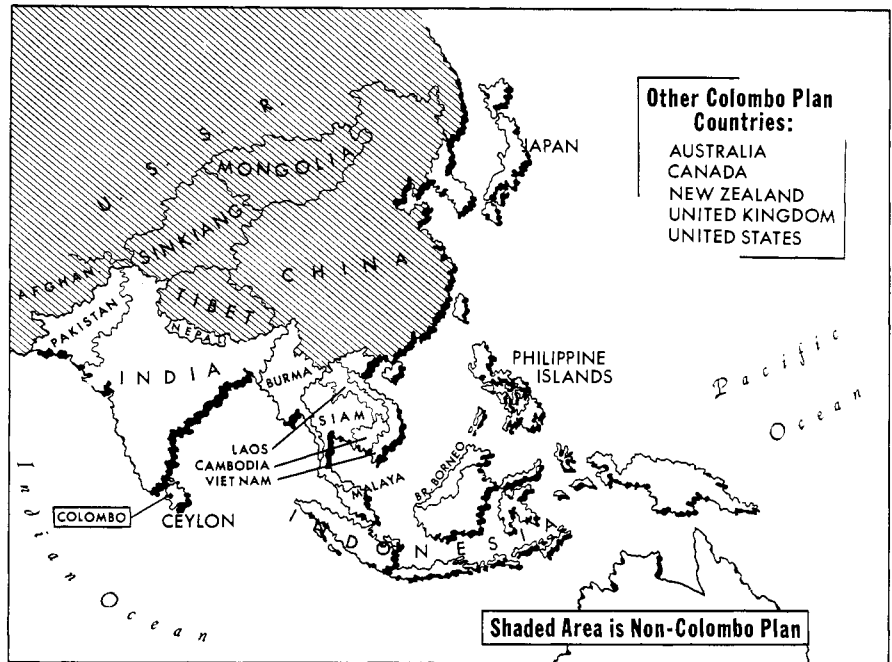 Other Colombo Plan
Countries:
AUSTRALIA
CANADA
NEW ZEALAND
UNITED KINGDOM
UNITED STATES
U. S. S. R.
MONGOLIA
JAPAN
SINKIANG
CHINA
AFGHAN.
TIBET
PAKISTAN
NEPAL
INDIA
BURMA
PHILIPPINE
ISLANDS
Pacific
Ocean
SIAM
LAOS
CAMBODIA
VIET NAM
MALAYA
BR. BORNEO
COLOMBO
CEYLON
INDONESIA
Indian Ocean
Shaded Area is Non-Colombo Plan